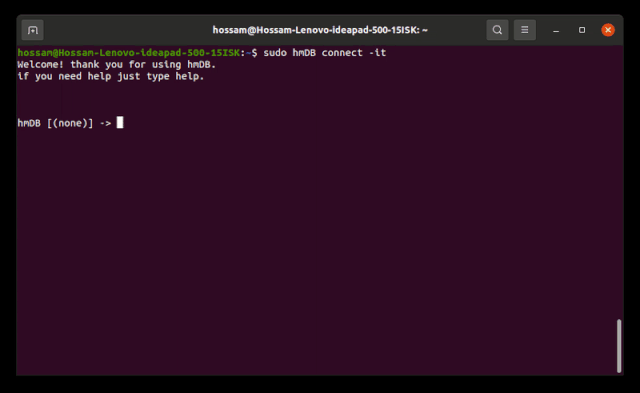 hossam@Hossam-Lenovo-ideapad-500-15ISK: ~
hossam@Hossam-Lenovo-ideapad-500-15ISK:~$ sudo hmDB connect -it
Welcome! thank you for using hmDB.
if you need help just type help.
hmDB [(none)] ->